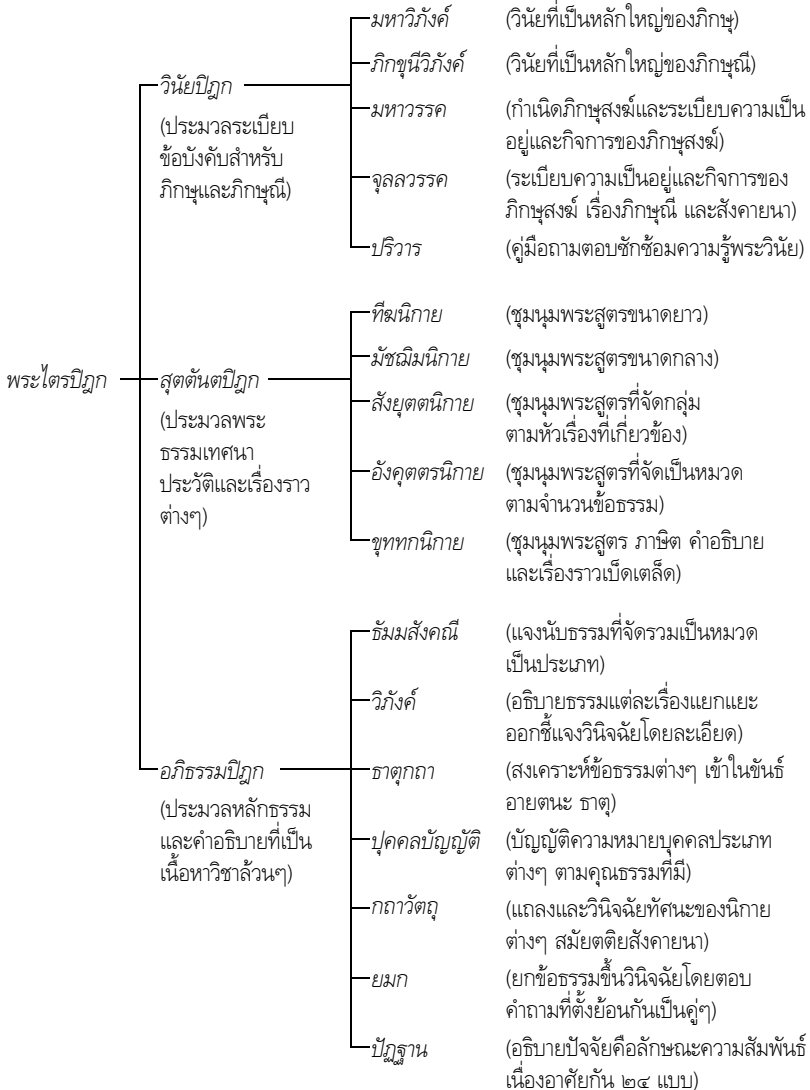 มหาวิภังค์ (วินัยที่เป็นหลักใหญ่ของภิกษุ)
ภิกขุนีวิภังค์ (วินัยที่เป็นหลักใหญ่ของภิกษุณี)
วินัยปิฎก
(ประมวลระเบียบ
ข้อบังคับสำหรับ
ภิกษุและภิกษุณี)
มหาวรรค (กำเนิดภิกษุสงฆ์และระเบียบความเป็น
อยู่และกิจการของภิกษุสงฆ์)
จุลลวรรค (ระเบียบความเป็นอยู่และกิจการของ
ภิกษุสงฆ์ เรื่องภิกษุณี และสังคายนา)
ปริวาร (คู่มือถามตอบซักซ้อมความรู้พระวินัย)
พระไตรปิฎก
สุตตันตปิฎก
(ประมวลพระ
ธรรมเทศนา
ประวัติและเรื่องราว
ต่างๆ)
ทีฆนิกาย (ชุมนุมพระสูตรขนาดยาว)
มัชฌิมนิกาย (ชุมนุมพระสูตรขนาดกลาง)
สังยุตตนิกาย (ชุมนุมพระสูตรที่จัดกลุ่ม
ตามหัวเรื่องที่เกี่ยวข้อง)
อังคุตตรนิกาย (ชุมนุมพระสูตรที่จัดเป็นหมวด
ตามจำนวนข้อธรรม)
ขุททกนิกาย (ชุมนุมพระสูตร ภาษิต คำอธิบาย
และเรื่องราวเบ็ดเตล็ด)
อภิธรรมปิฎก
(ประมวลหลักธรรม
และคำอธิบายที่เป็น
เนื้อหาวิชาล้วนๆ)
ธัมมสังคณี (แจงนับธรรมที่จัดรวมเป็นหมวด
เป็นประเภท)
วิภังค์ (อธิบายธรรมแต่ละเรื่องแยกแยะ
ออกชี้แจงวินิจฉัยโดยละเอียด)
ธาตุกถา (สงเคราะห์ข้อธรรมต่างๆ เข้าในขันธ์
อายตนะ ธาตุ)
ปุคคลบัญญัติ (บัญญัติความหมายบุคคลประเภท
ต่างๆ ตามคุณธรรมที่มี)
กถาวัตถุ (แถลงและวินิจฉัยทัศนะของนิกาย
ต่างๆ สมัยตติยสังคายนา)
ยมก (ยกข้อธรรมขึ้นวินิจฉัยโดยตอบ
คำถามที่ตั้งย้อนกันเป็นคู่ๆ)
ปัฏฐาน (อธิบายปัจจัยคือลักษณะความสัมพันธ์
เนื่องอาศัยกัน ๒๔ แบบ)